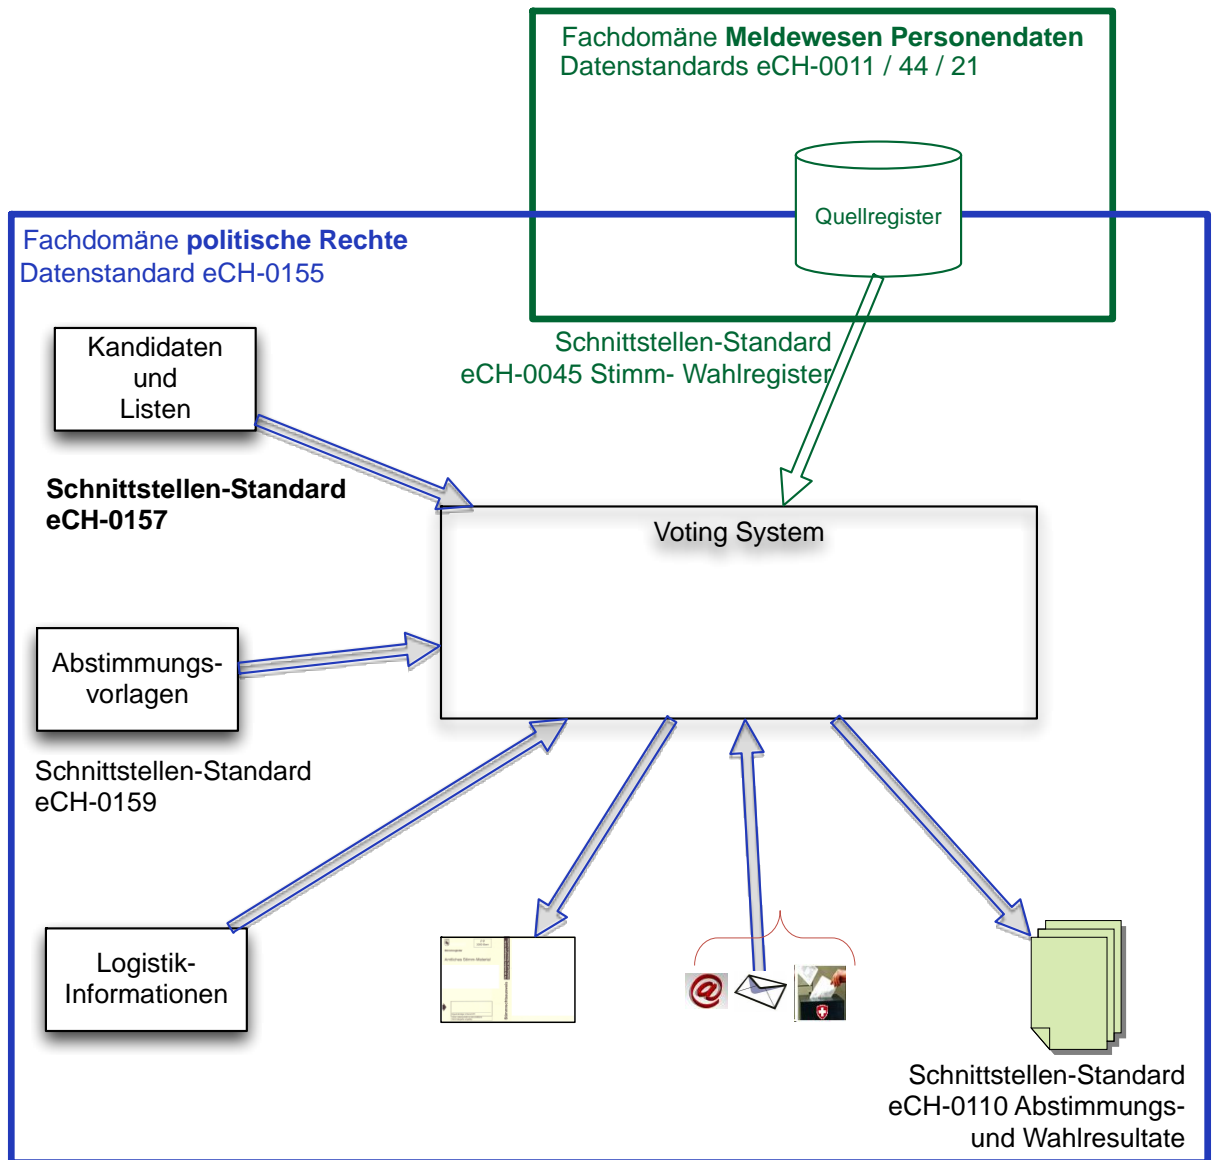 Fachdomäne Meldewesen Personendaten
Datenstandards eCH-0011 / 44 / 21
Quellregister
Fachdomäne politische Rechte
Datenstandard eCH-0155
Schnittstellen-Standard
eCH-0045 Stimm- Wahlregister
Kandidaten
und
Listen
Schnittstellen-Standard
eCH-0157
Voting System
Abstimmungs-
vorlagen
Schnittstellen-Standard
eCH-0159
Logistik-
Informationen
@
Schnittstellen-Standard
eCH-0110 Abstimmungs-
und Wahlresultate